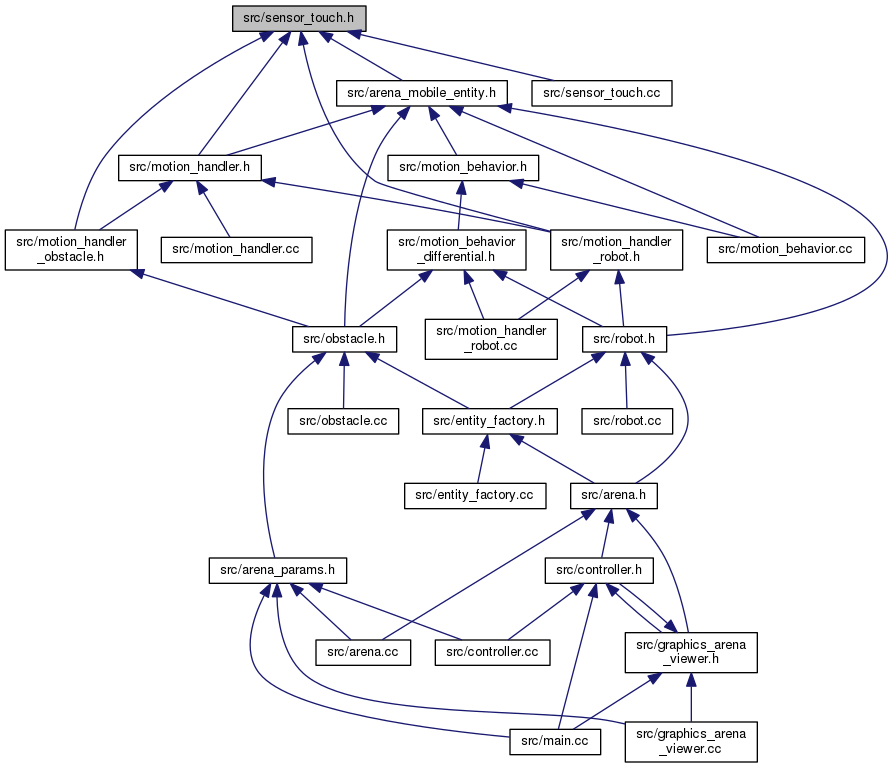 src/sensor_touch.h
src/arena_mobile_entity.h
src/sensor_touch.cc
src/motion_handler.h
src/motion_behavior.h
src/motion_handler
_obstacle.h
src/motion_handler.cc
src/motion_behavior
_differential.h
src/motion_handler
_robot.h
src/motion_behavior.cc
src/obstacle.h
src/motion_handler
_robot.cc
src/robot.h
src/obstacle.cc
src/entity_factory.h
src/robot.cc
src/entity_factory.cc
src/arena.h
src/arena_params.h
src/controller.h
src/arena.cc
src/controller.cc
src/graphics_arena
_viewer.h
src/main.cc
src/graphics_arena
_viewer.cc